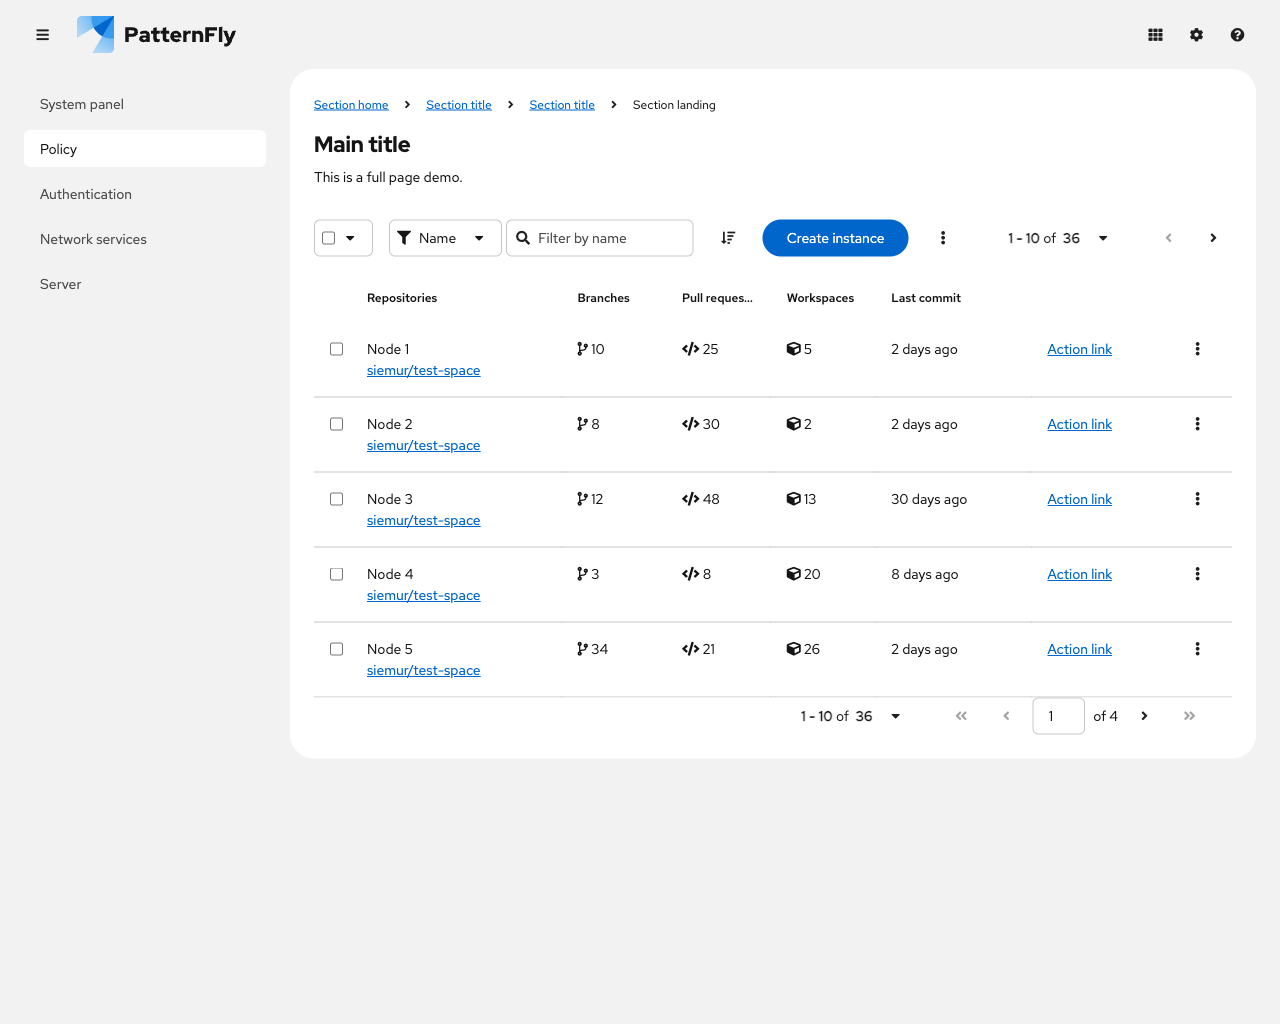 PatternFly
System panel
Policy
Authentication
Network services
Server
Section home Section title Section title Section landing
Main title
This is a full page demo.
Name Filter by name Create instance 1 - 10 of 36
Repositories Branches Pull reques... Workspaces Last commit
Node 1 10 25 5 2 days ago Action link
siemur/test-space
Node 2 8 30 2 2 days ago Action link
siemur/test-space
Node 3 12 48 13 30 days ago Action link
siemur/test-space
Node 4 3 8 20 8 days ago Action link
siemur/test-space
Node 5 34 21 26 2 days ago Action link
siemur/test-space
1 - 10 of 36 1 of 4